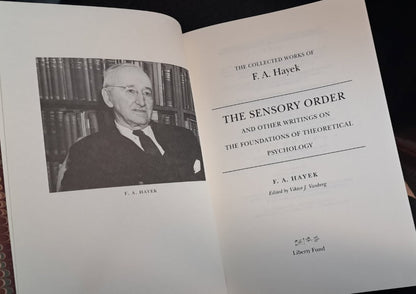 F. A. HAYEK
THE COLLECTED WORKS OF
F. A. Hayek
THE SENSORY ORDER
AND OTHER WRITINGS ON
THE FOUNDATIONS OF THEORETICAL
PSYCHOLOGY
F. A. HAYEK
Edited by Viktor J. Vanberg
Liberty Fund